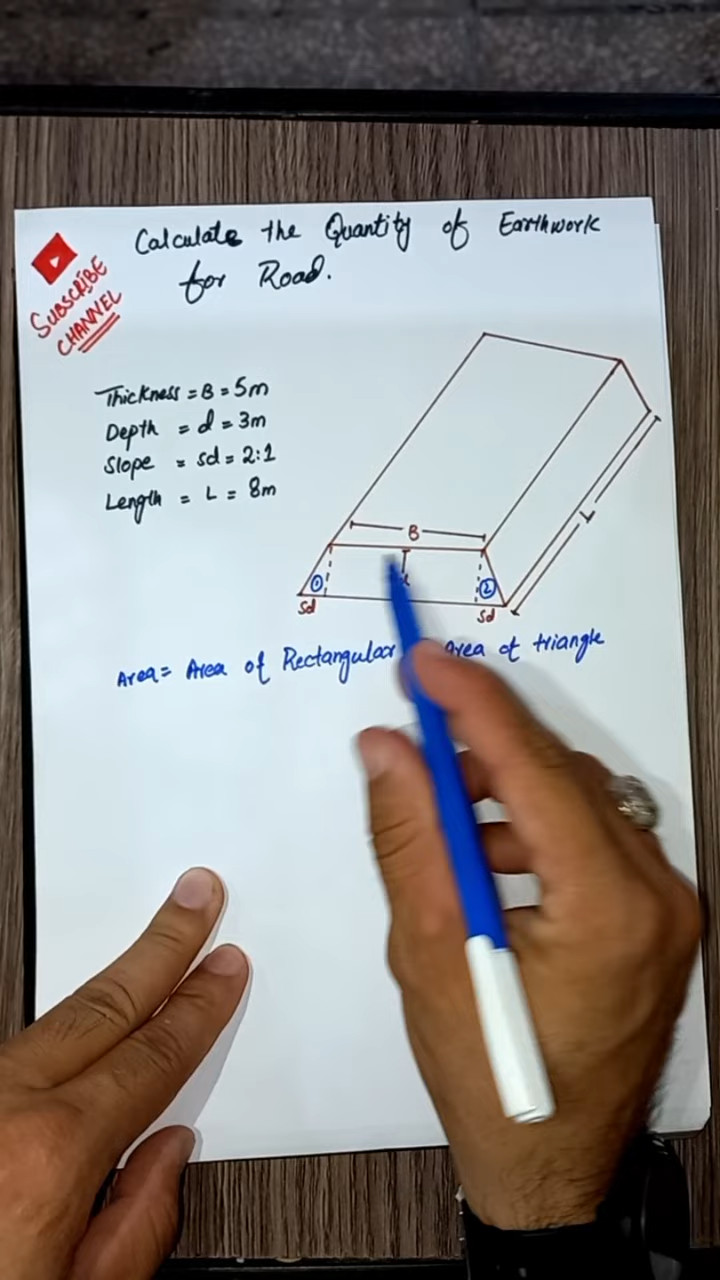 Calculate the Quantity of Earthwork
for Road.
SUBSCRIBE
CHANNEL
Thickness = B = 5m
Depth = d = 3m
Slope = sd = 2:1
Length = L = 8m
L
B
① ②
sd sd
Area = Area of Rectangular Area of triangle